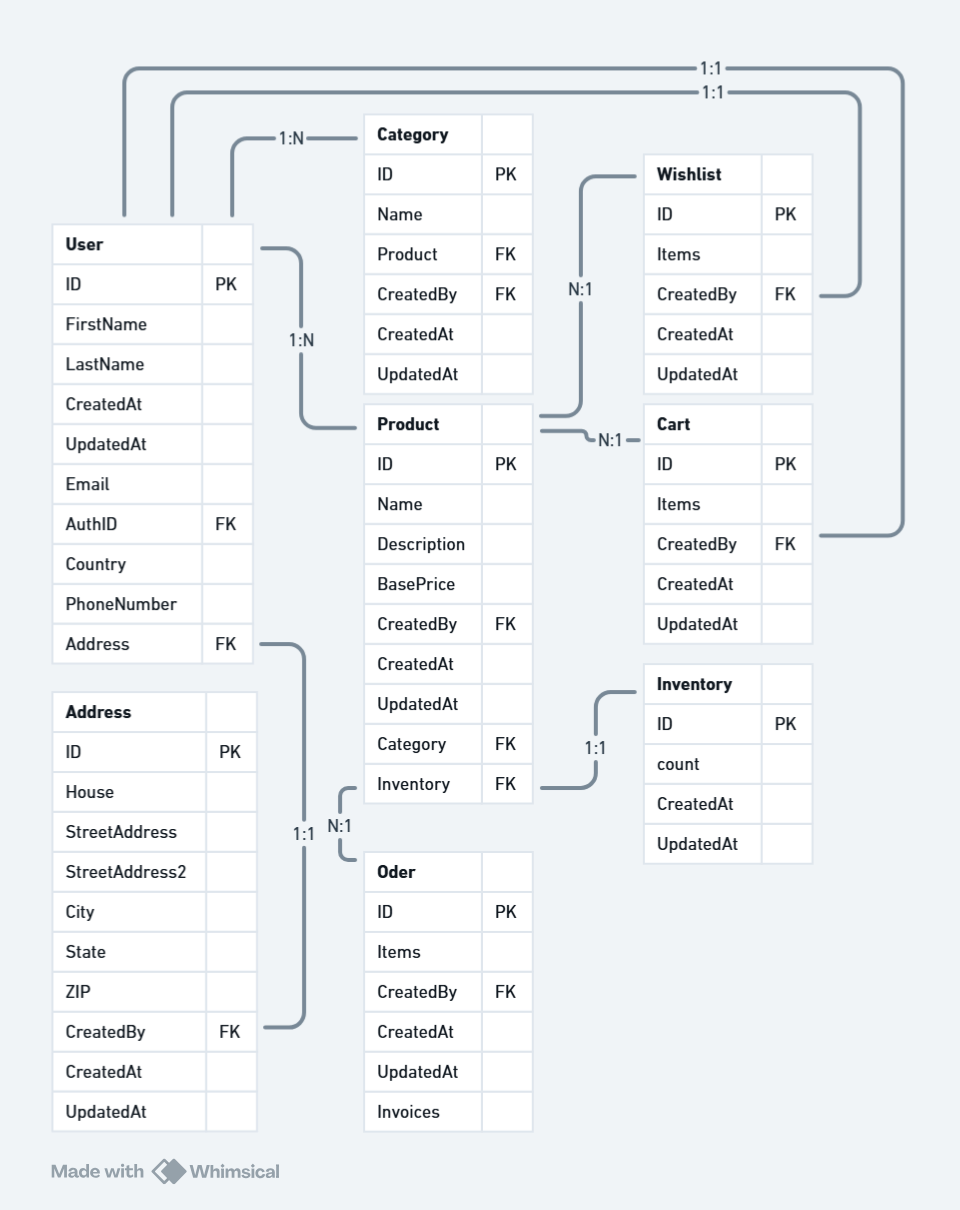 1:1
1:1
1:N
Category
ID PK
Name
Product FK
CreatedBy FK
CreatedAt
UpdatedAt
Wishlist
ID PK
Items
CreatedBy FK
CreatedAt
UpdatedAt
User
ID PK
FirstName
LastName
CreatedAt
UpdatedAt
Email
AuthID FK
Country
PhoneNumber
Address FK
1:N
N:1
Product
ID PK
Name
Description
BasePrice
CreatedBy FK
CreatedAt
UpdatedAt
Category FK
Inventory FK
N:1
Cart
ID PK
Items
CreatedBy FK
CreatedAt
UpdatedAt
Inventory
ID PK
count
CreatedAt
UpdatedAt
1:1
Address
ID PK
House
StreetAddress
StreetAddress2
City
State
ZIP
CreatedBy FK
CreatedAt
UpdatedAt
1:1
N:1
Oder
ID PK
Items
CreatedBy FK
CreatedAt
UpdatedAt
Invoices
Made with Whimsical